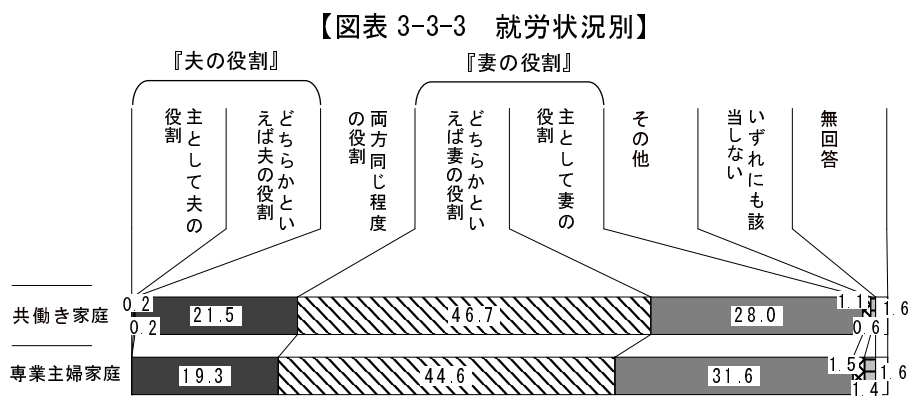 【図表 3-3-3　就労状況別】
『夫の役割』
『妻の役割』
主として夫の
役割
どちらかとい
えば夫の役割
両方同じ程度
の役割
どちらかとい
えば妻の役割
主として妻の
役割
その他
いずれにも該
当しない
無回答
共働き家庭
0.2
0.2
21.5
46.7
28.0
1.1
0.6
1.6
専業主婦家庭
19.3
44.6
31.6
1.5
1.4
1.6